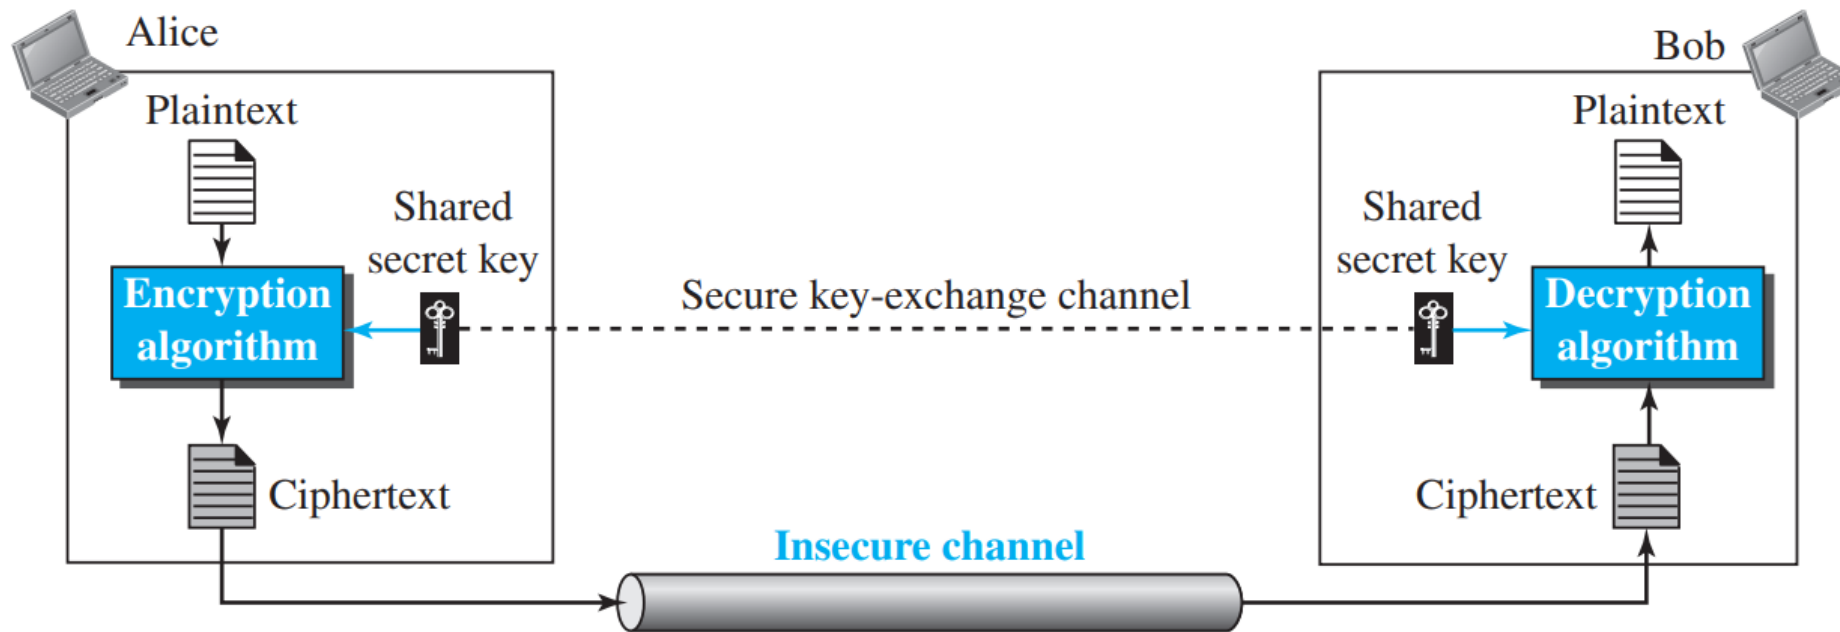 Alice
Plaintext
Shared
secret key
Encryption
algorithm
Ciphertext
Secure key-exchange channel
Insecure channel
Bob
Plaintext
Shared
secret key
Decryption
algorithm
Ciphertext